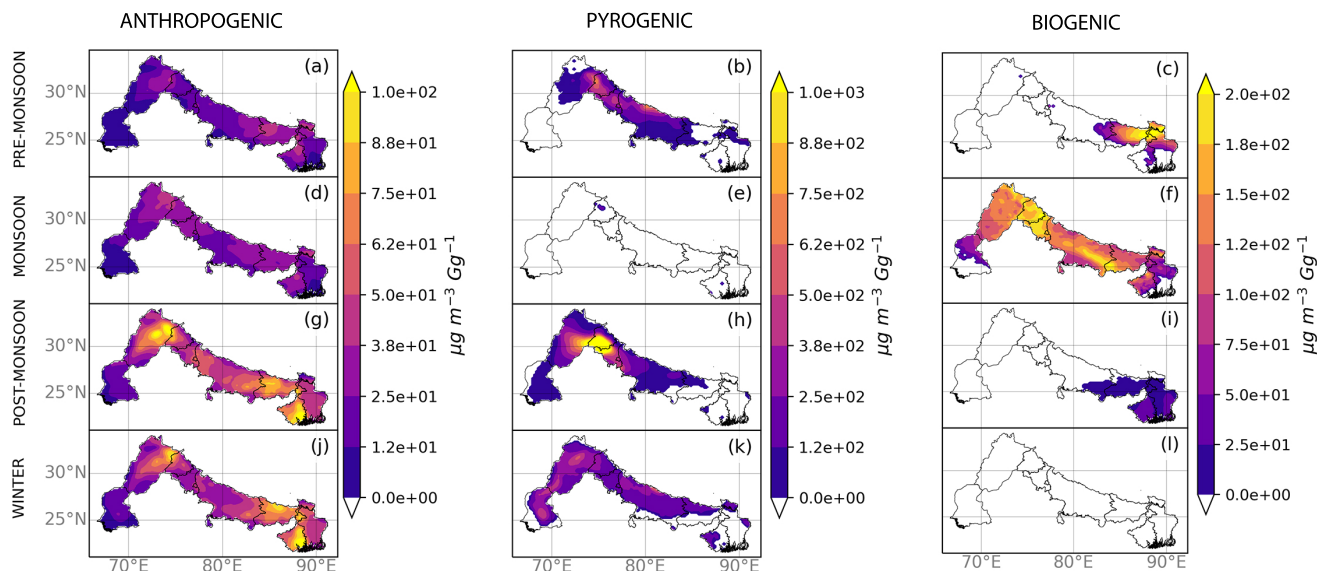 ANTHROPOGENIC PYROGENIC BIOGENIC
PRE-MONSOON
30°N
25°N
(a)
(b)
(c)
MONSOON
30°N
25°N
(d)
(e)
(f)
POST-MONSOON
30°N
25°N
(g)
(h)
(i)
WINTER
30°N
25°N
(j)
(k)
(l)
70°E 80°E 90°E
70°E 80°E 90°E
70°E 80°E 90°E
1.0e+02
8.8e+01
7.5e+01
6.2e+01
5.0e+01
3.8e+01
2.5e+01
1.2e+01
0.0e+00
µg m⁻³ Gg⁻¹
1.0e+03
8.8e+02
7.5e+02
6.2e+02
5.0e+02
3.8e+02
2.5e+02
1.2e+02
0.0e+00
µg m⁻³ Gg⁻¹
2.0e+02
1.8e+02
1.5e+02
1.2e+02
1.0e+02
7.5e+01
5.0e+01
2.5e+01
0.0e+00
µg m⁻³ Gg⁻¹